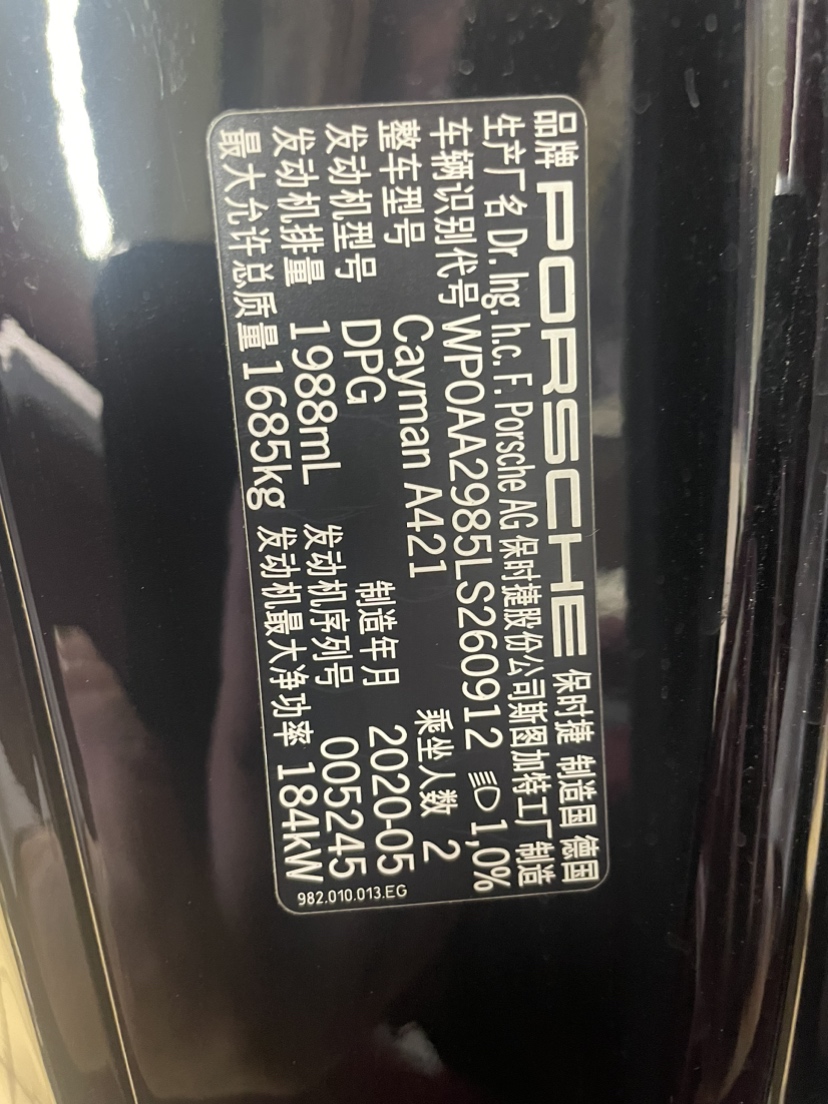 品牌 PORSCHE 保时捷 制造国 德国
生产厂名 Dr. Ing. h.c. F. Porsche AG 保时捷股份公司斯图加特工厂制造
车辆识别代号 WP0AA2985LS260912 1,0%
整车型号 Cayman A421 乘坐人数 2
发动机型号 DPG 制造年月 2020-05
发动机排量 1988mL 发动机序列号 005245
最大允许总质量 1685kg 发动机最大净功率 184kW
982.010.013.EG